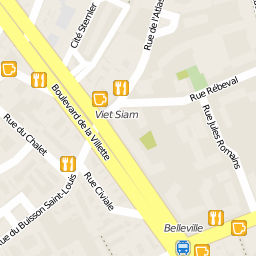 Cité Stemler
Rue de l'Atlas
Boulevard de la Villette
Viet Siam
Rue Rébeval
Rue du Chalet
Rue Jules Romains
Rue Civiale
Rue du Buisson Saint-Louis
Belleville